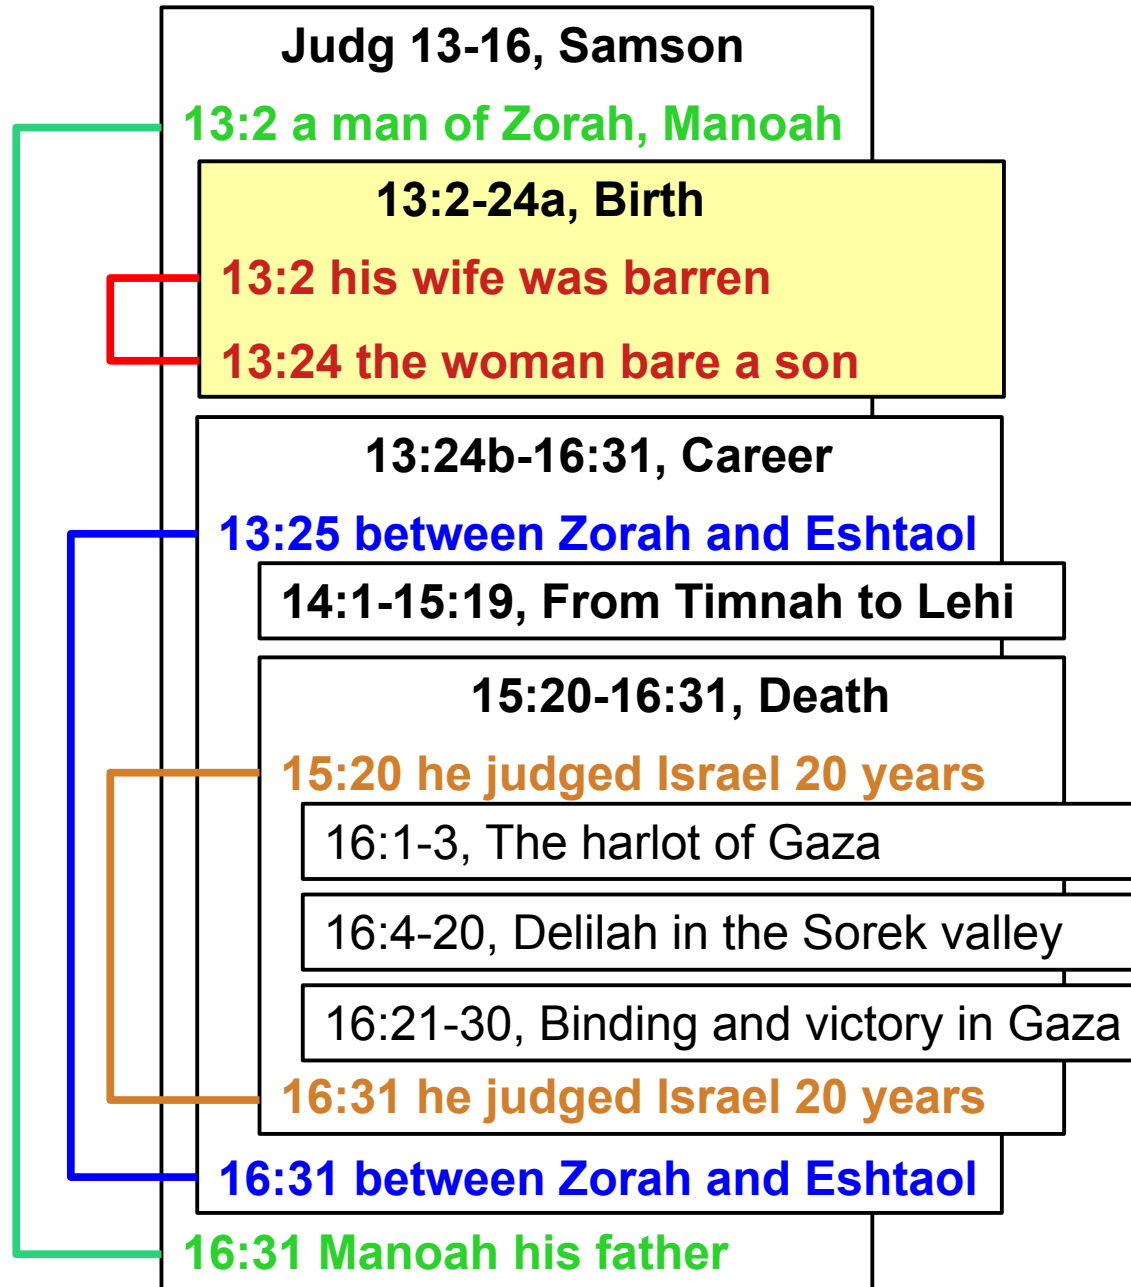 Judg 13-16, Samson
13:2 a man of Zorah, Manoah
13:2-24a, Birth
13:2 his wife was barren
13:24 the woman bare a son
13:24b-16:31, Career
13:25 between Zorah and Eshtaol
14:1-15:19, From Timnah to Lehi
15:20-16:31, Death
15:20 he judged Israel 20 years
16:1-3, The harlot of Gaza
16:4-20, Delilah in the Sorek valley
16:21-30, Binding and victory in Gaza
16:31 he judged Israel 20 years
16:31 between Zorah and Eshtaol
16:31 Manoah his father